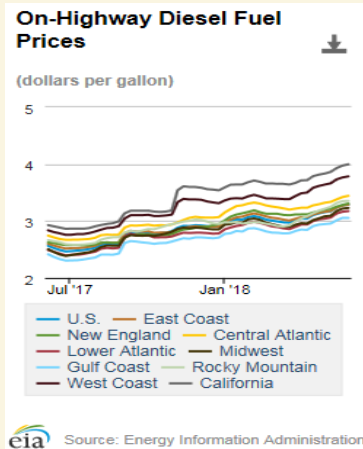 On-Highway Diesel Fuel
Prices
(dollars per gallon)
5
4
3
2
Jul'17 Jan'18
U.S. East Coast
New England Central Atlantic
Lower Atlantic Midwest
Gulf Coast Rocky Mountain
West Coast California
eia Source: Energy Information Administration